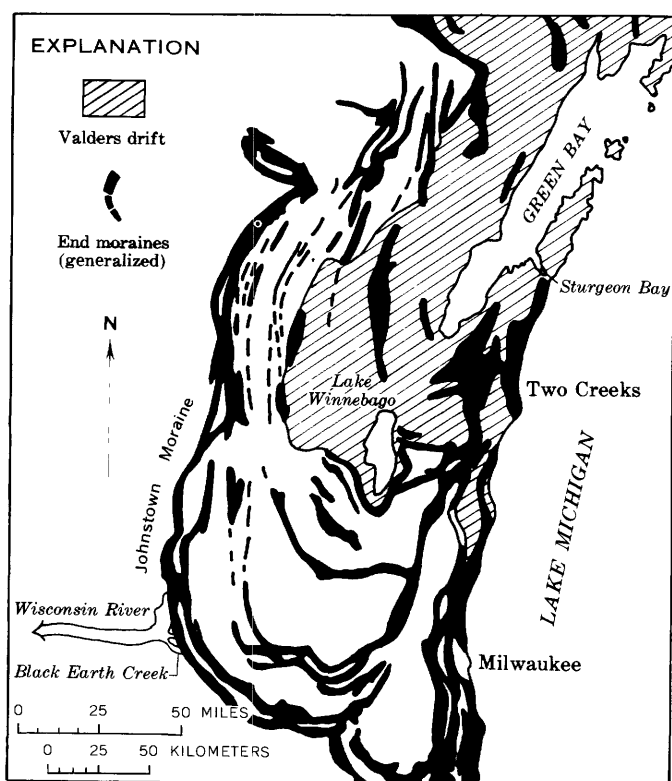 EXPLANATION
Valders drift
End moraines
(generalized)
N
GREEN BAY
Sturgeon Bay
Lake
Winnebago
Two Creeks
Johnstown Moraine
LAKE MICHIGAN
Wisconsin River
Black Earth Creek
Milwaukee
0 25 50 MILES
0 25 50 KILOMETERS